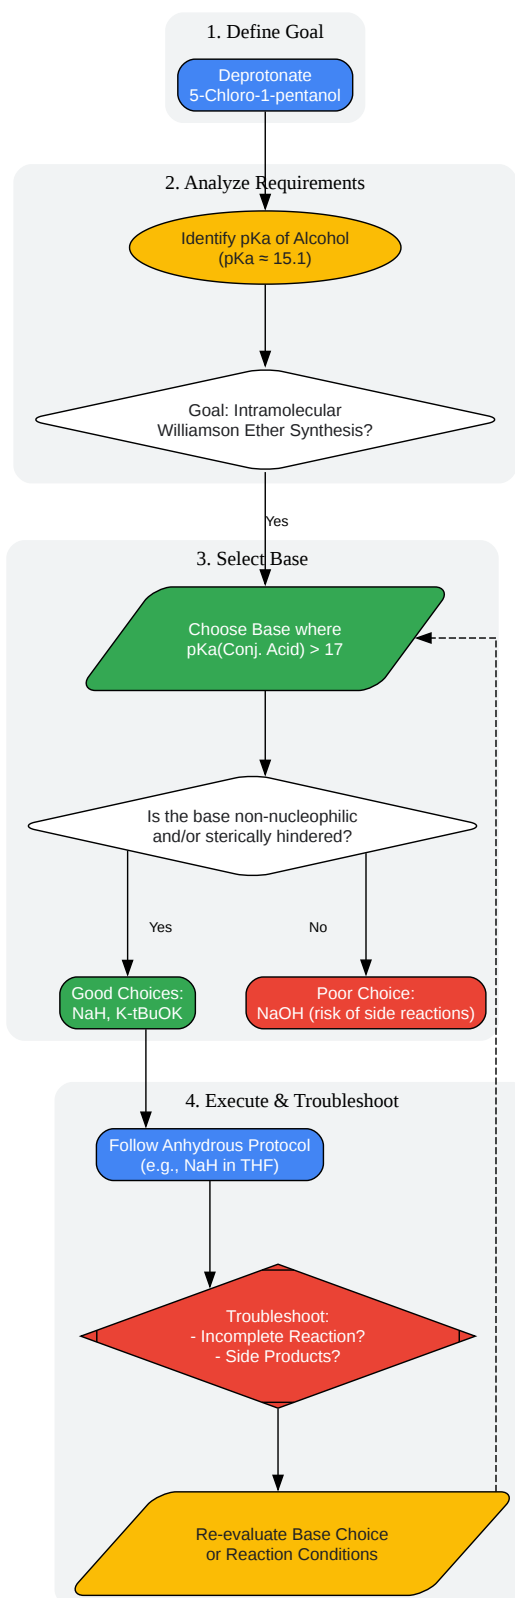 1. Define Goal
Deprotonate
5-Chloro-1-pentanol
2. Analyze Requirements
Identify pKa of Alcohol
(pKa ≈ 15.1)
Goal: Intramolecular
Williamson Ether Synthesis?
Yes
3. Select Base
Choose Base where
pKa(Conj. Acid) > 17
Is the base non-nucleophilic
and/or sterically hindered?
Yes
No
Good Choices:
NaH, K-tBuOK
Poor Choice:
NaOH (risk of side reactions)
4. Execute & Troubleshoot
Follow Anhydrous Protocol
(e.g., NaH in THF)
Troubleshoot:
- Incomplete Reaction?
- Side Products?
Re-evaluate Base Choice
or Reaction Conditions